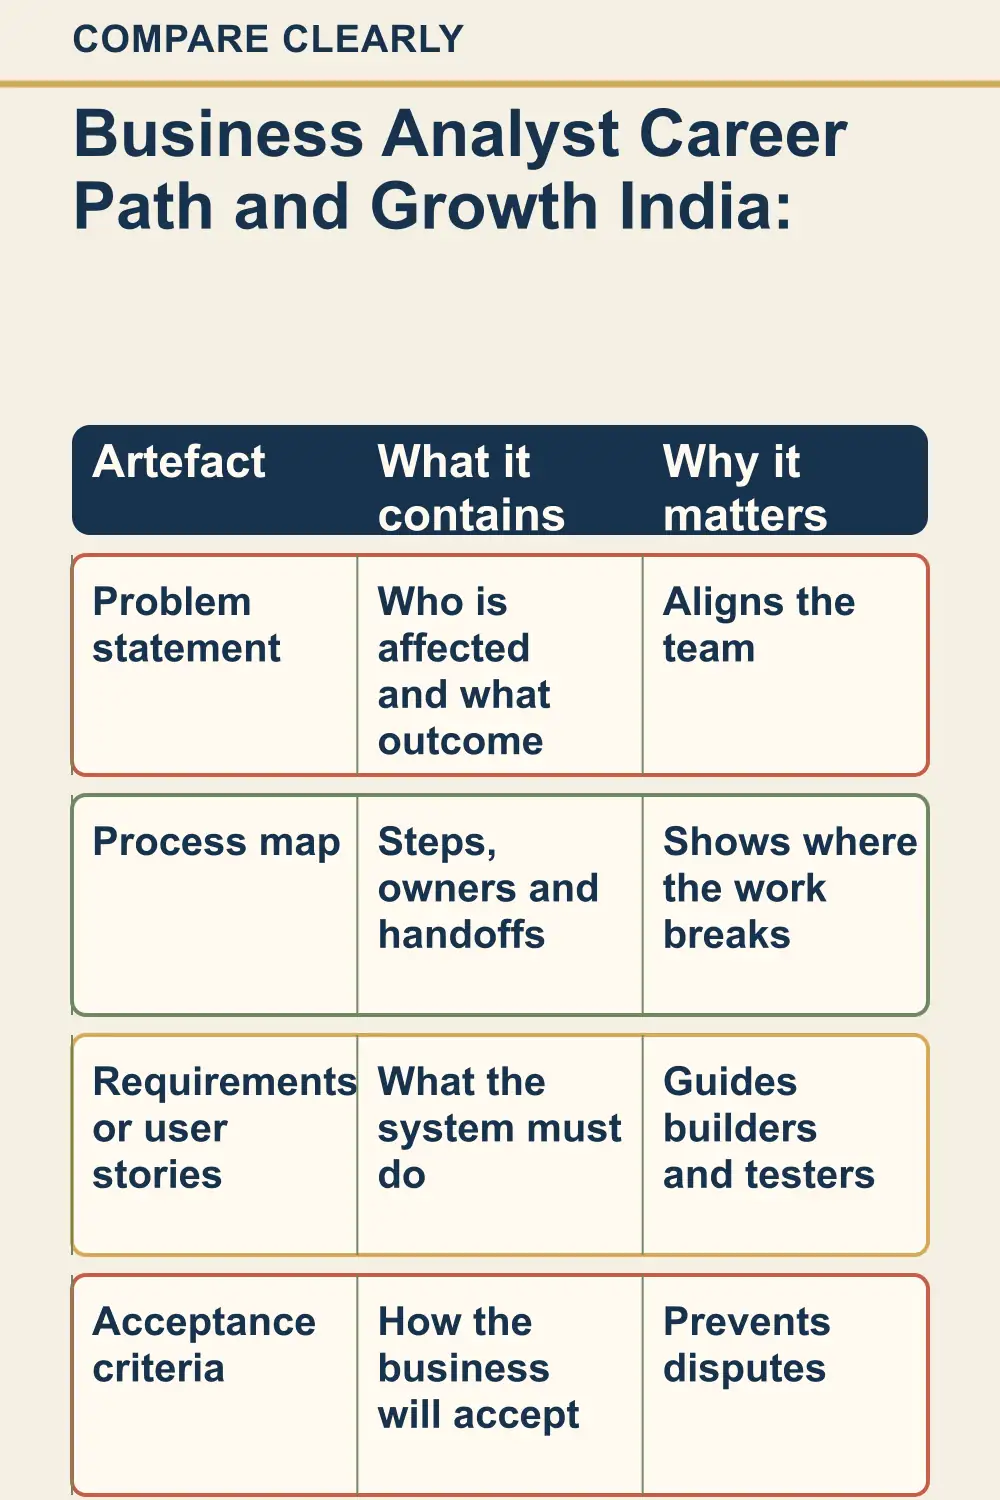 COMPARE CLEARLY
Business Analyst Career
Path and Growth India:
Artefact
What it
contains
Why it
matters
Problem
statement
Who is
affected
and what
outcome
Aligns the
team
Process map
Steps,
owners and
handoffs
Shows where
the work
breaks
Requirements
or user
stories
What the
system must
do
Guides
builders
and testers
Acceptance
criteria
How the
business
will accept
Prevents
disputes